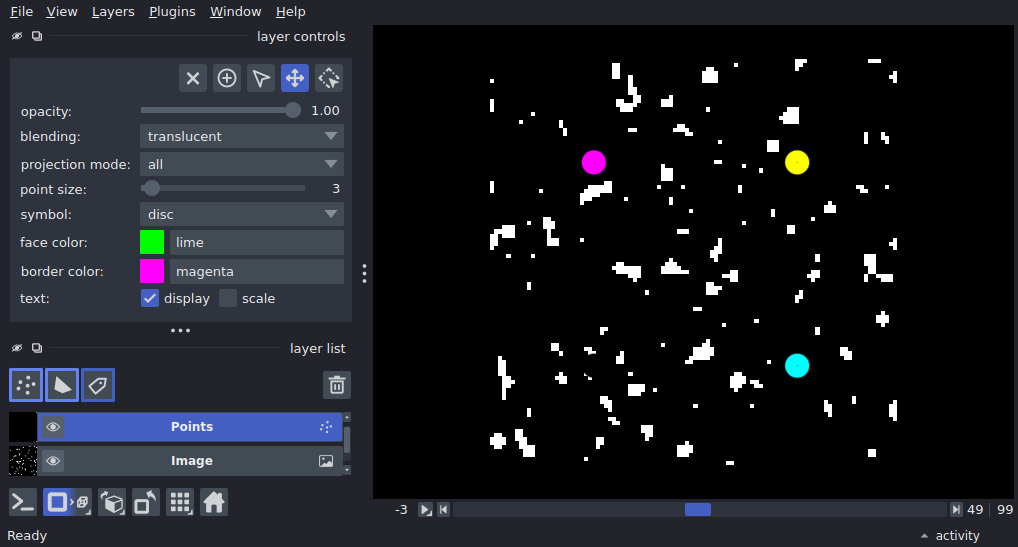 File View Layers Plugins Window Help
layer controls
opacity: 1.00
blending: translucent
projection mode: all
point size: 3
symbol: disc
face color: lime
border color: magenta
text: display scale
layer list
Points
Image
-3 49 99
Ready activity